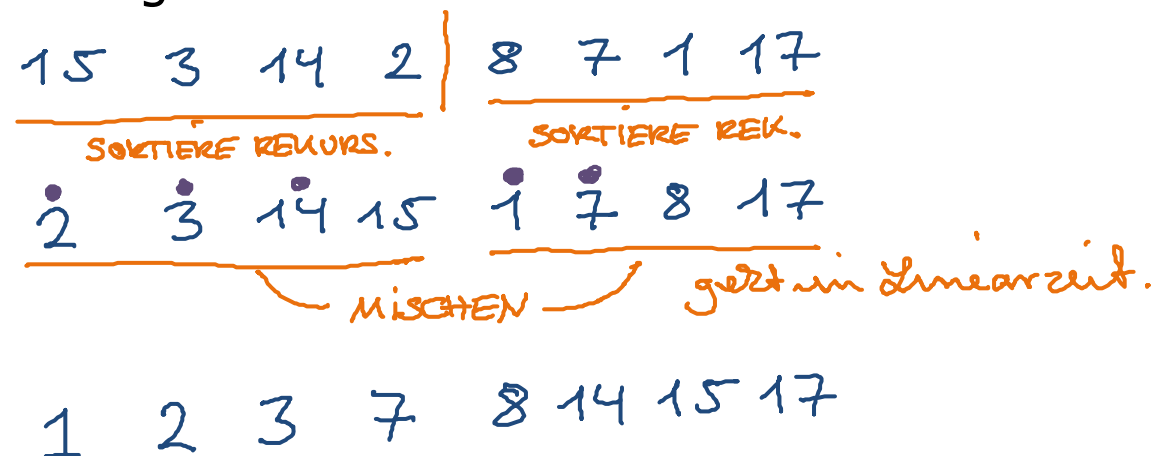 15 3 14 2 8 7 1 17
SORTIERE REKURS. SORTIERE REK.
2 3 14 15 1 7 8 17
MISCHEN geht in Linearzeit.
1 2 3 7 8 14 15 17